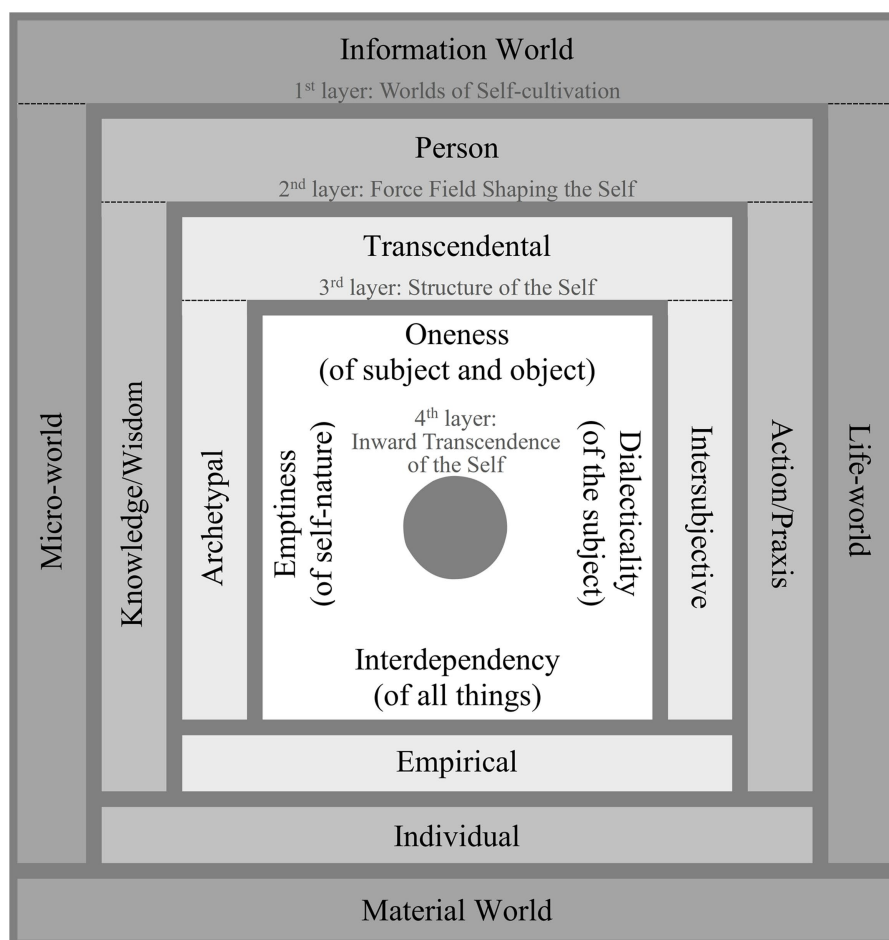 Information World
1st layer: Worlds of Self-cultivation
Person
2nd layer: Force Field Shaping the Self
Transcendental
3rd layer: Structure of the Self
Oneness
(of subject and object)
4th layer:
Inward Transcendence
of the Self
Micro-world
Knowledge/Wisdom
Archetypal
Emptiness
(of self-nature)
Dialecticality
(of the subject)
Intersubjective
Action/Praxis
Life-world
Interdependency
(of all things)
Empirical
Individual
Material World